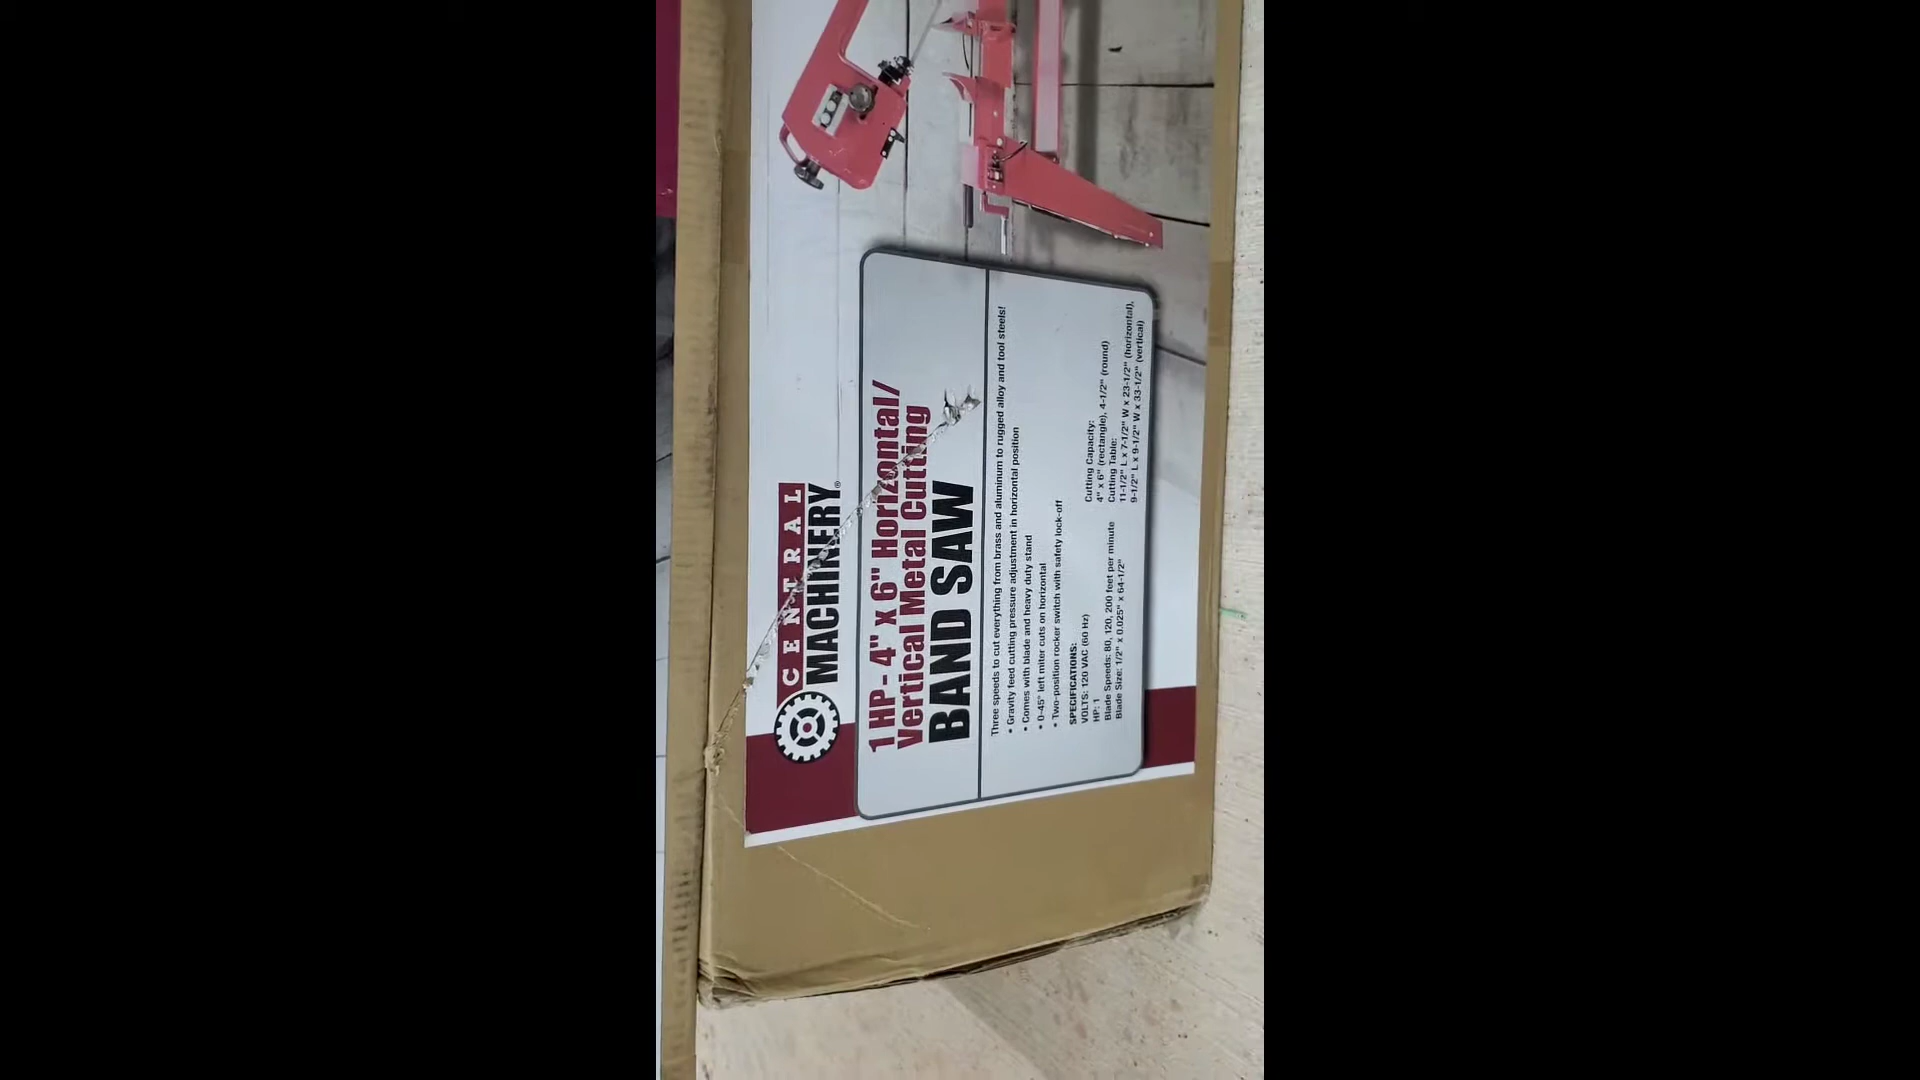 CENTRAL
MACHINERY®
1 HP - 4" x 6" Horizontal/
Vertical Metal Cutting
BAND SAW
Three speeds to cut everything from brass and aluminum to rugged alloy and tool steels!
• Gravity feed cutting pressure adjustment in horizontal position
• Comes with blade and heavy duty stand
• 0-45° left miter cuts on horizontal
• Two-position rocker switch with safety lock-off
SPECIFICATIONS:
VOLTS: 120 VAC (60 Hz)
HP: 1
Blade Speeds: 80, 120, 200 feet per minute
Blade Size: 1/2" x 0.025" x 64-1/2"
Cutting Capacity:
4" x 6" (rectangle), 4-1/2" (round)
Cutting Table:
11-1/2" L x 7-1/2" W x 23-1/2" (horizontal),
9-1/2" L x 9-1/2" W x 33-1/2" (vertical)